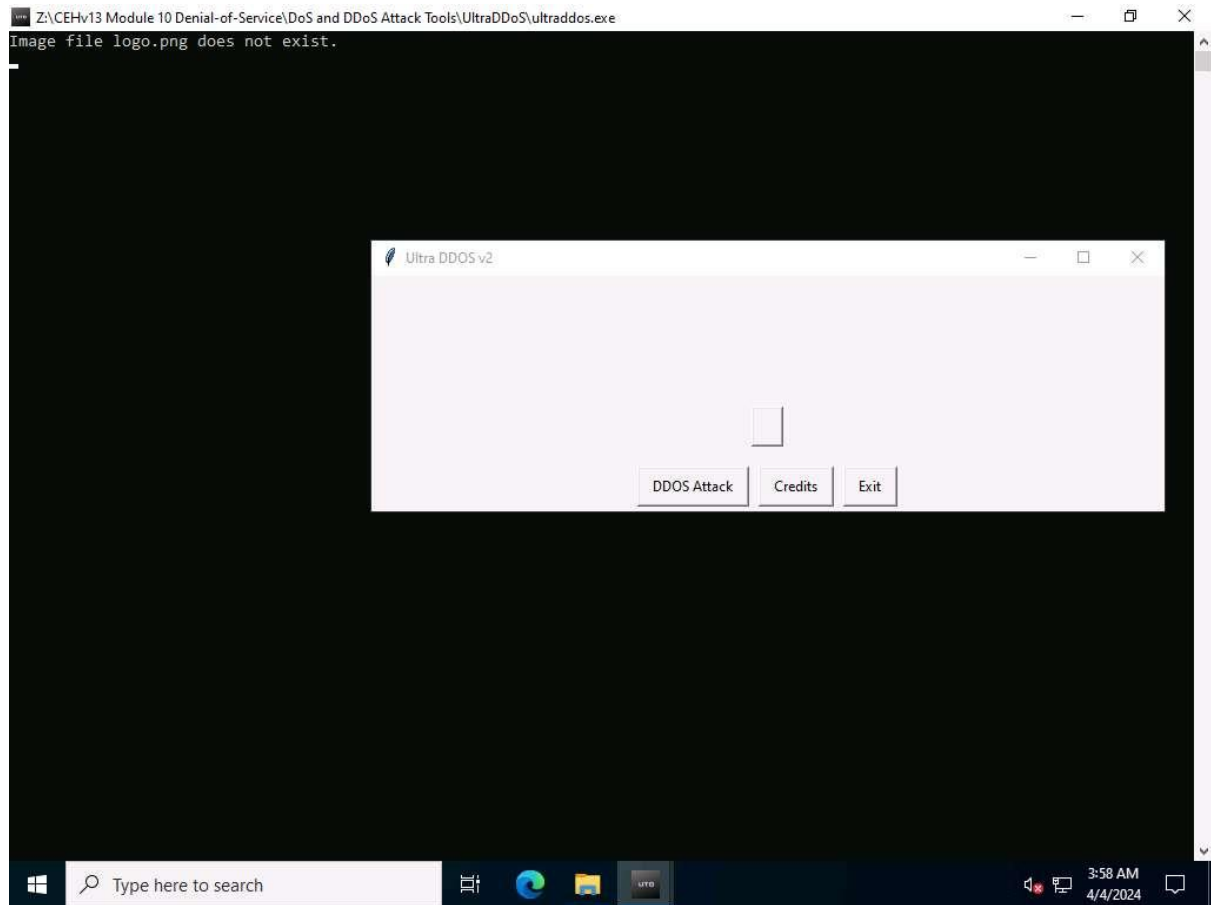 Z:\CEHv13 Module 10 Denial-of-Service\DoS and DDoS Attack Tools\UltraDDoS\ultraddos.exe
Image file logo.png does not exist.
Ultra DDOS v2
DDOS Attack Credits Exit
Type here to search
3:58 AM
4/4/2024